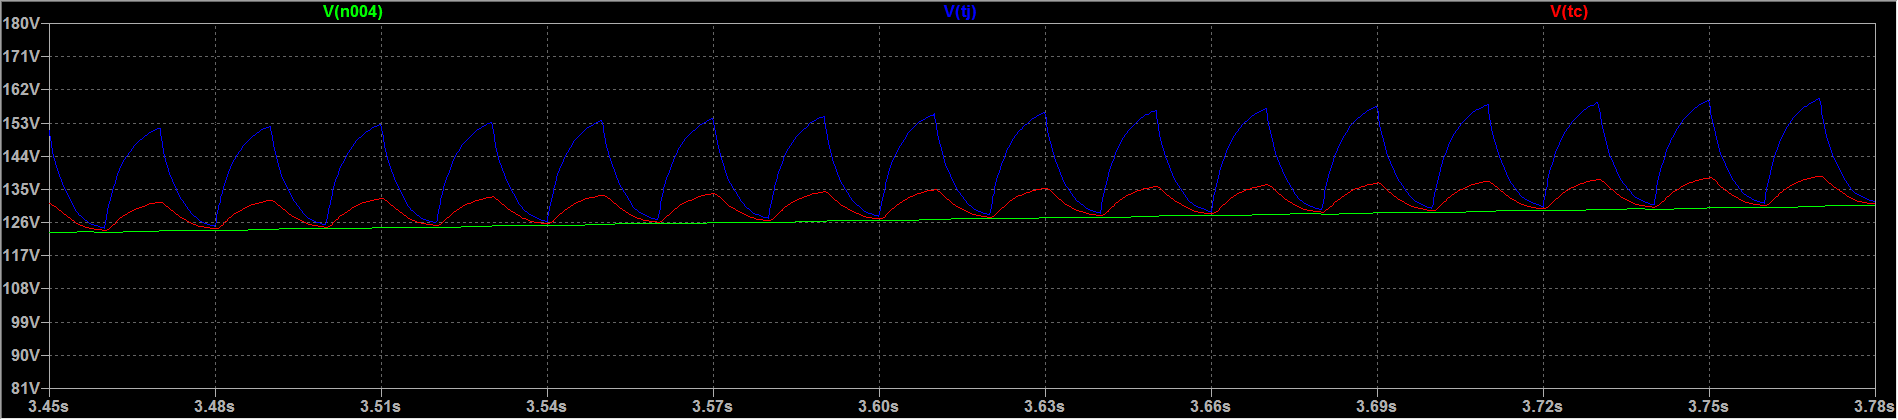 V(n004) V(tj) V(tc)
180V
171V
162V
153V
144V
135V
126V
117V
108V
99V
90V
81V
3.45s 3.48s 3.51s 3.54s 3.57s 3.60s 3.63s 3.66s 3.69s 3.72s 3.75s 3.78s